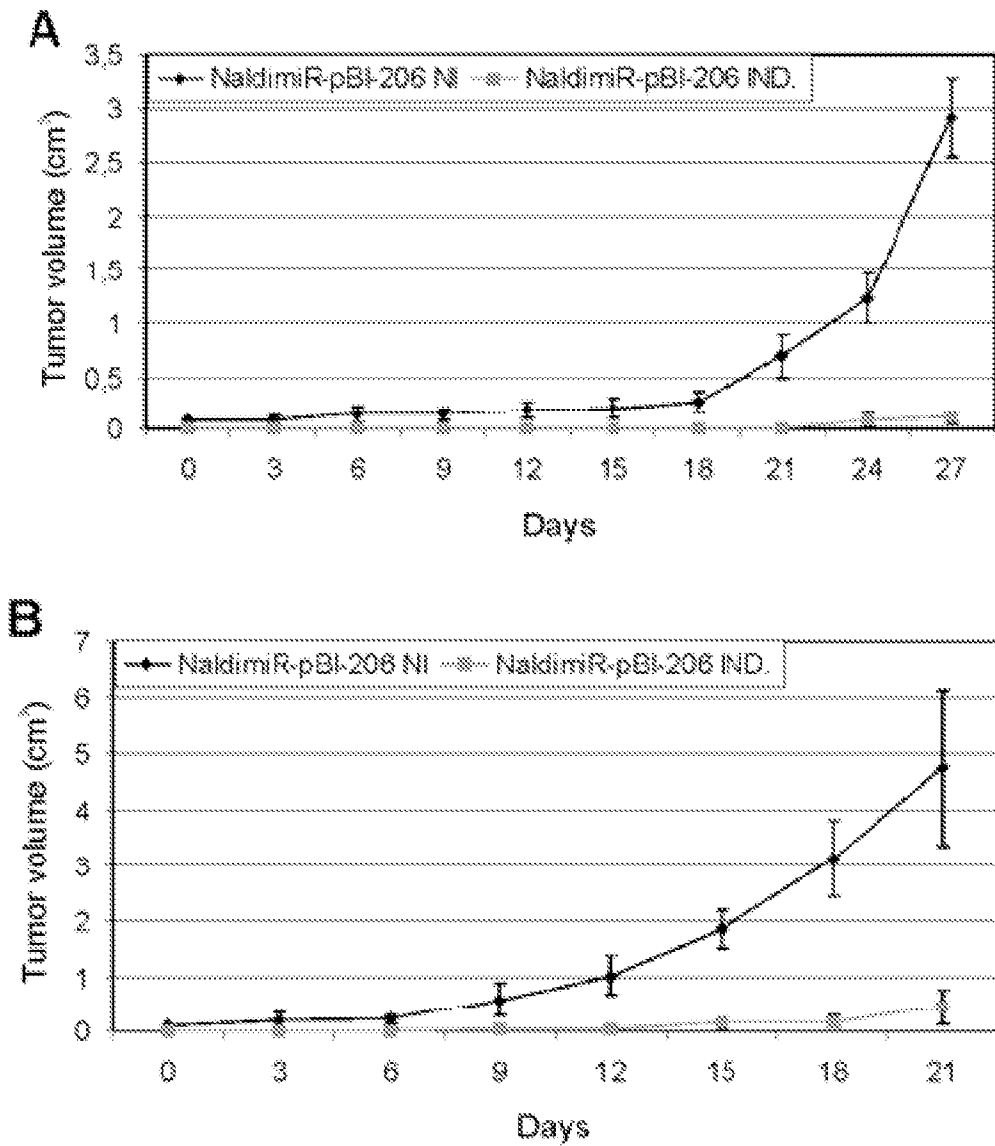 A
3,5
NaldimiR-pBI-206 NI NaldimiR-pBI-206 IND.
3
2,5
2
1,5
1
0,5
0
Tumor volume (cm³)
0 3 6 9 12 15 18 21 24 27
Days
B
7
NaldimiR-pBI-206 NI NaldimiR-pBI-206 IND.
6
5
4
3
2
1
0
Tumor volume (cm³)
0 3 6 9 12 15 18 21
Days